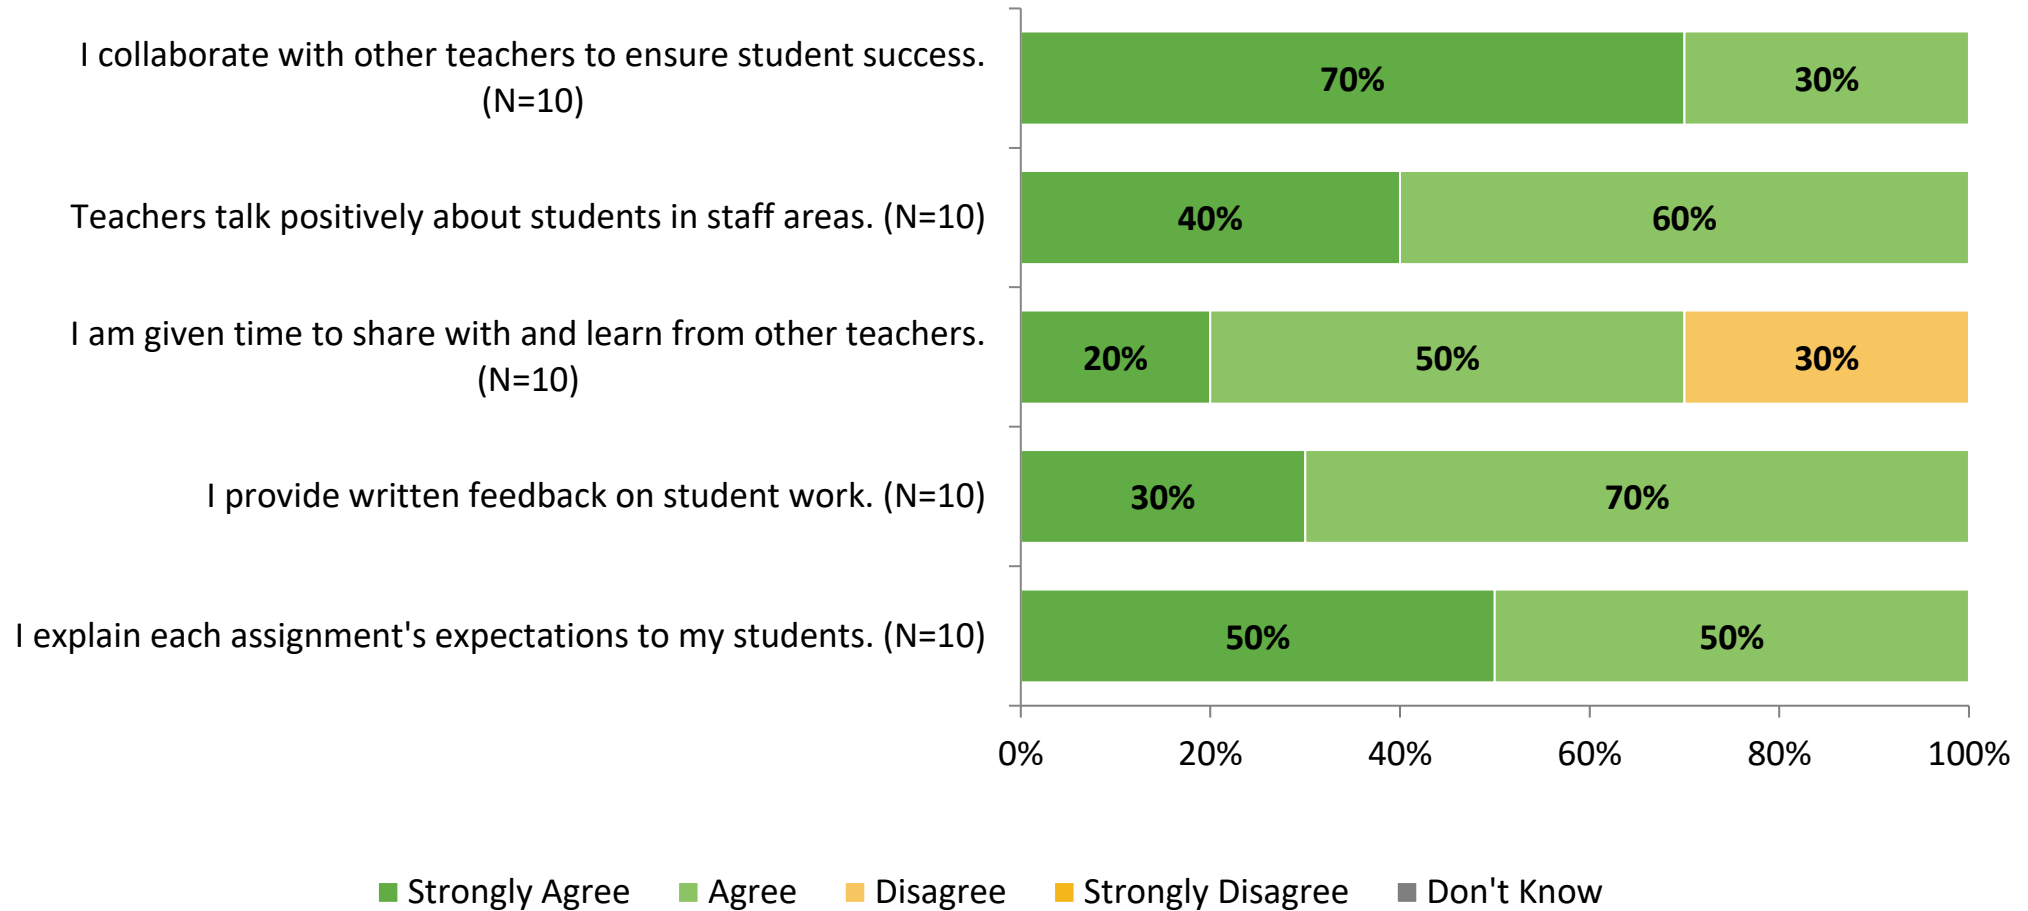 I collaborate with other teachers to ensure student success.
(N=10)
70%
30%
Teachers talk positively about students in staff areas. (N=10)
40%
60%
I am given time to share with and learn from other teachers.
(N=10)
20%
50%
30%
I provide written feedback on student work. (N=10)
30%
70%
I explain each assignment's expectations to my students. (N=10)
50%
50%
0%
20%
40%
60%
80%
100%
Strongly Agree
Agree
Disagree
Strongly Disagree
Don't Know